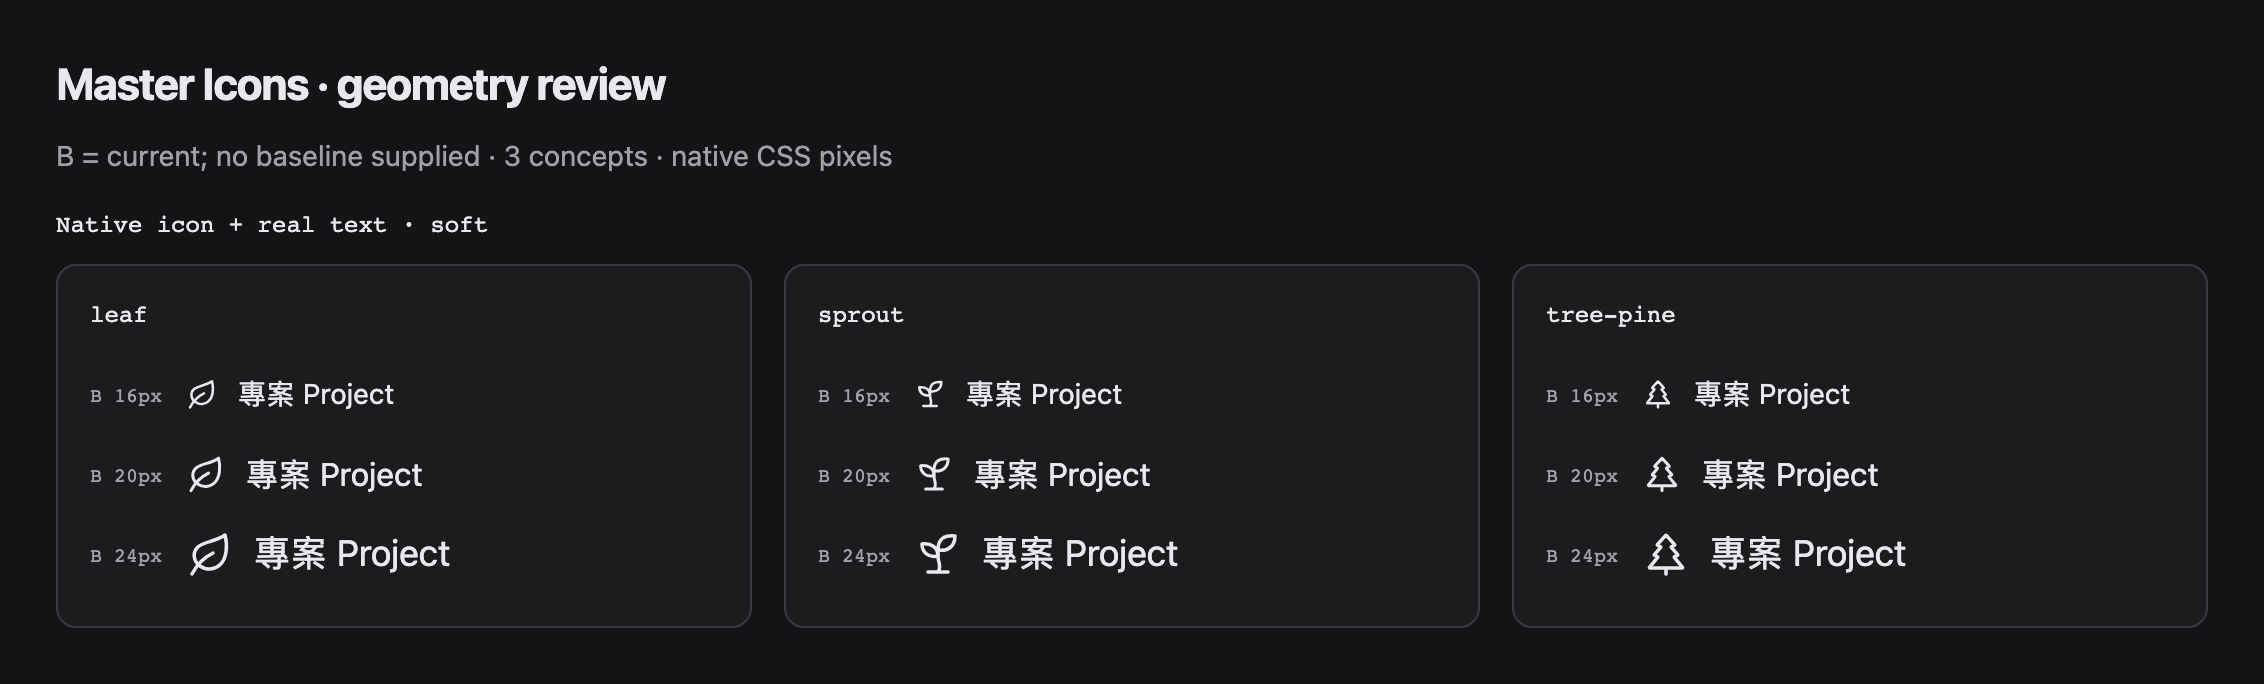 Master Icons · geometry review
B = current; no baseline supplied · 3 concepts · native CSS pixels
Native icon + real text · soft
leaf
B 16px 專案 Project
B 20px 專案 Project
B 24px 專案 Project
sprout
B 16px 專案 Project
B 20px 專案 Project
B 24px 專案 Project
tree-pine
B 16px 專案 Project
B 20px 專案 Project
B 24px 專案 Project